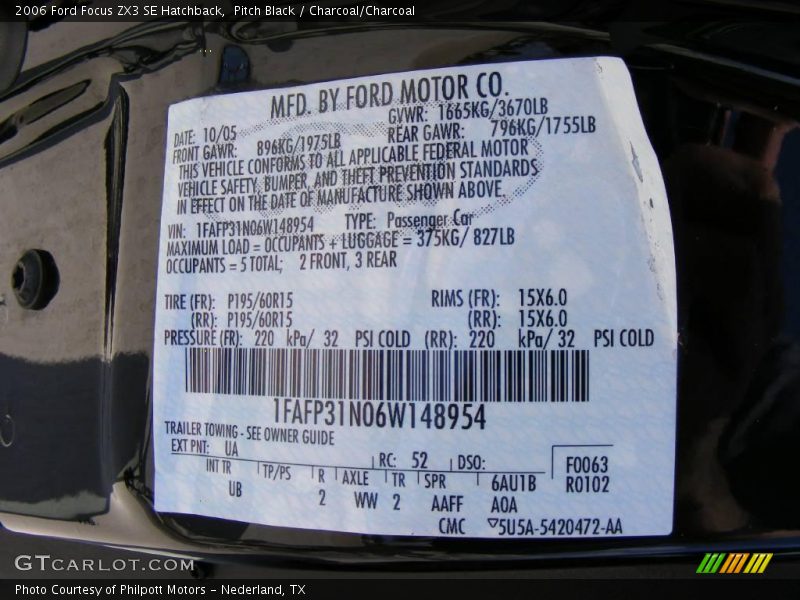 2006 Ford Focus ZX3 SE Hatchback, Pitch Black / Charcoal/Charcoal
MFD. BY FORD MOTOR CO.
DATE: 10/05 GVWR: 1665KG/3670LB
FRONT GAWR: 896KG/1975LB REAR GAWR: 796KG/1755LB
THIS VEHICLE CONFORMS TO ALL APPLICABLE FEDERAL MOTOR
VEHICLE SAFETY, BUMPER, AND THEFT PREVENTION STANDARDS
IN EFFECT ON THE DATE OF MANUFACTURE SHOWN ABOVE.
VIN: 1FAFP31N06W148954 TYPE: Passenger Car
MAXIMUM LOAD = OCCUPANTS + LUGGAGE = 375KG/ 827LB
OCCUPANTS = 5 TOTAL; 2 FRONT, 3 REAR
TIRE (FR): P195/60R15 RIMS (FR): 15X6.0
(RR): P195/60R15 (RR): 15X6.0
PRESSURE (FR): 220 kPa/ 32 PSI COLD (RR): 220 kPa/ 32 PSI COLD
1FAFP31N06W148954
TRAILER TOWING - SEE OWNER GUIDE
EXT PNT: UA RC: 52 DSO: F0063
INT TR TP/PS R AXLE TR SPR 6AU1B R0102
UB 2 WW 2 AAFF A0A
CMC 5U5A-5420472-AA
GTCARLOT.COM
Photo Courtesy of Philpott Motors - Nederland, TX